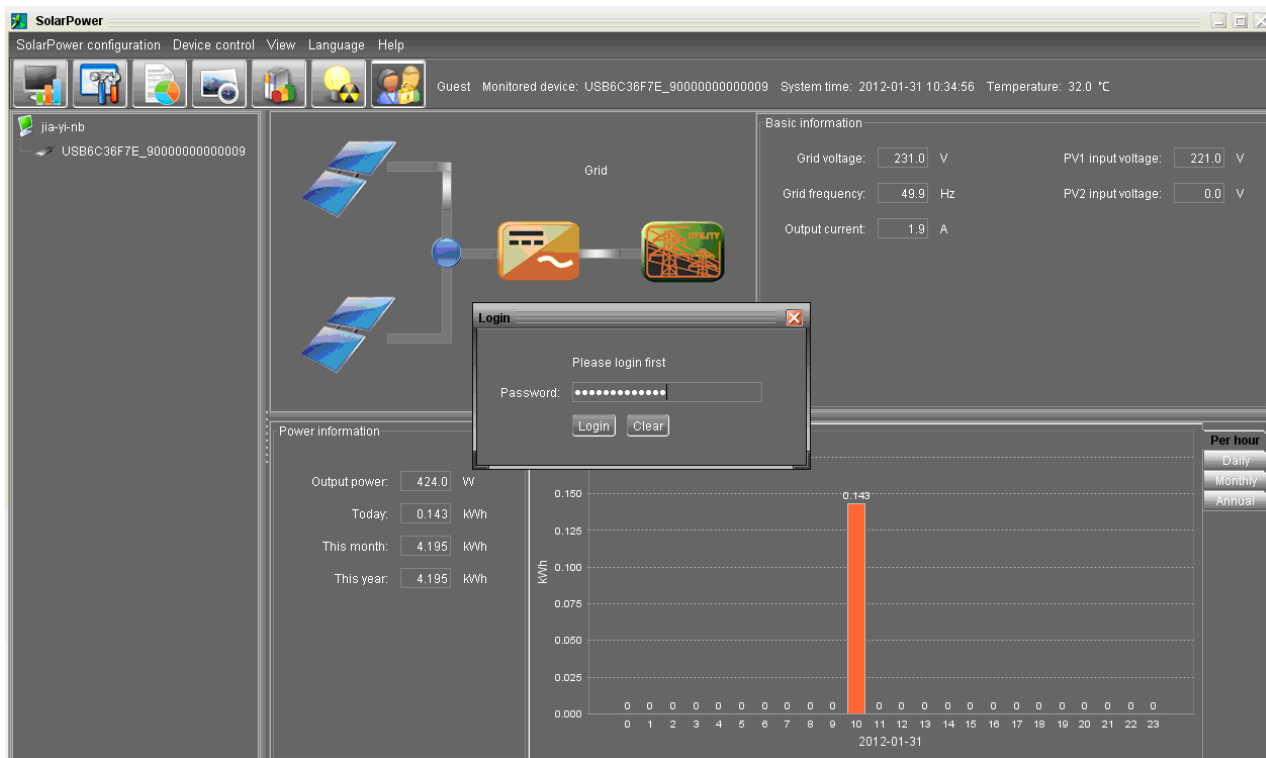 SolarPower
SolarPower configuration Device control View Language Help
Guest Monitored device: USB6C36F7E_90000000000009 System time: 2012-01-31 10:34:56 Temperature: 32.0 ℃
jia-yi-nb
USB6C36F7E_90000000000009
Grid
UTILITY
Basic information
Grid voltage: 231.0 V PV1 input voltage: 221.0 V
Grid frequency: 49.9 Hz PV2 input voltage: 0.0 V
Output current: 1.9 A
Login
Please login first
Password: •••••••••••••
Login Clear
Power information
Output power: 424.0 W
Today: 0.143 kWh
This month: 4.195 kWh
This year: 4.195 kWh
Per hour
Daily
Monthly
Annual
0.150
0.143
0.125
0.100
kWh
0.075
0.050
0.025
0.000
0 0 0 0 0 0 0 0 0 0 0 0 0 0 0 0 0 0 0 0 0 0 0
0 1 2 3 4 5 6 7 8 9 10 11 12 13 14 15 16 17 18 19 20 21 22 23
2012-01-31